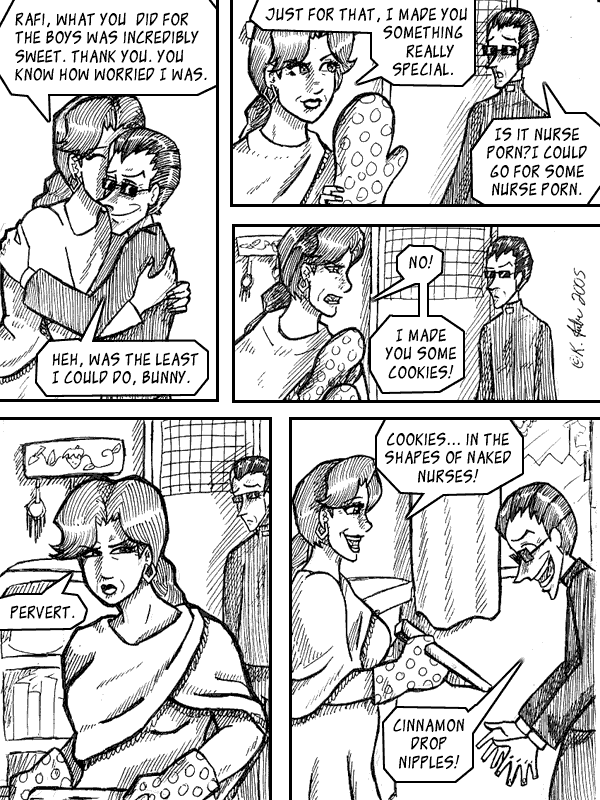 RAFI, WHAT YOU DID FOR
THE BOYS WAS INCREDIBLY
SWEET. THANK YOU. YOU
KNOW HOW WORRIED I WAS.
HEH, WAS THE LEAST
I COULD DO, BUNNY.
JUST FOR THAT, I MADE YOU
SOMETHING
REALLY
SPECIAL.
IS IT NURSE
PORN?I COULD
GO FOR SOME
NURSE PORN.
NO!
I MADE
YOU SOME
COOKIES!
©K. 2005
PERVERT.
COOKIES... IN THE
SHAPES OF NAKED
NURSES!
CINNAMON
DROP
NIPPLES!